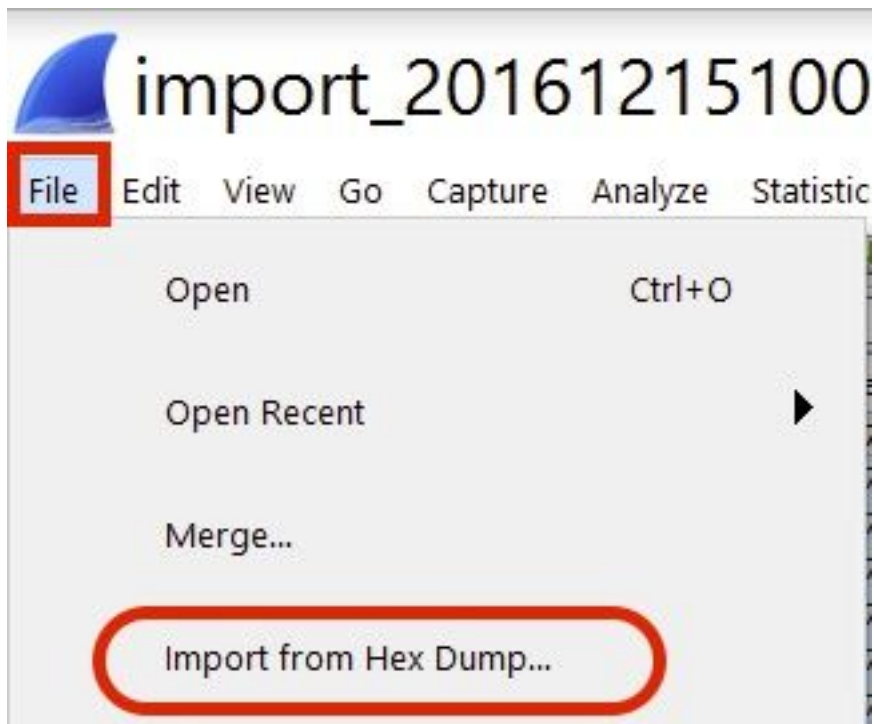 import_20161215100
File Edit View Go Capture Analyze Statistic
Open Ctrl+O
Open Recent
Merge...
Import from Hex Dump...